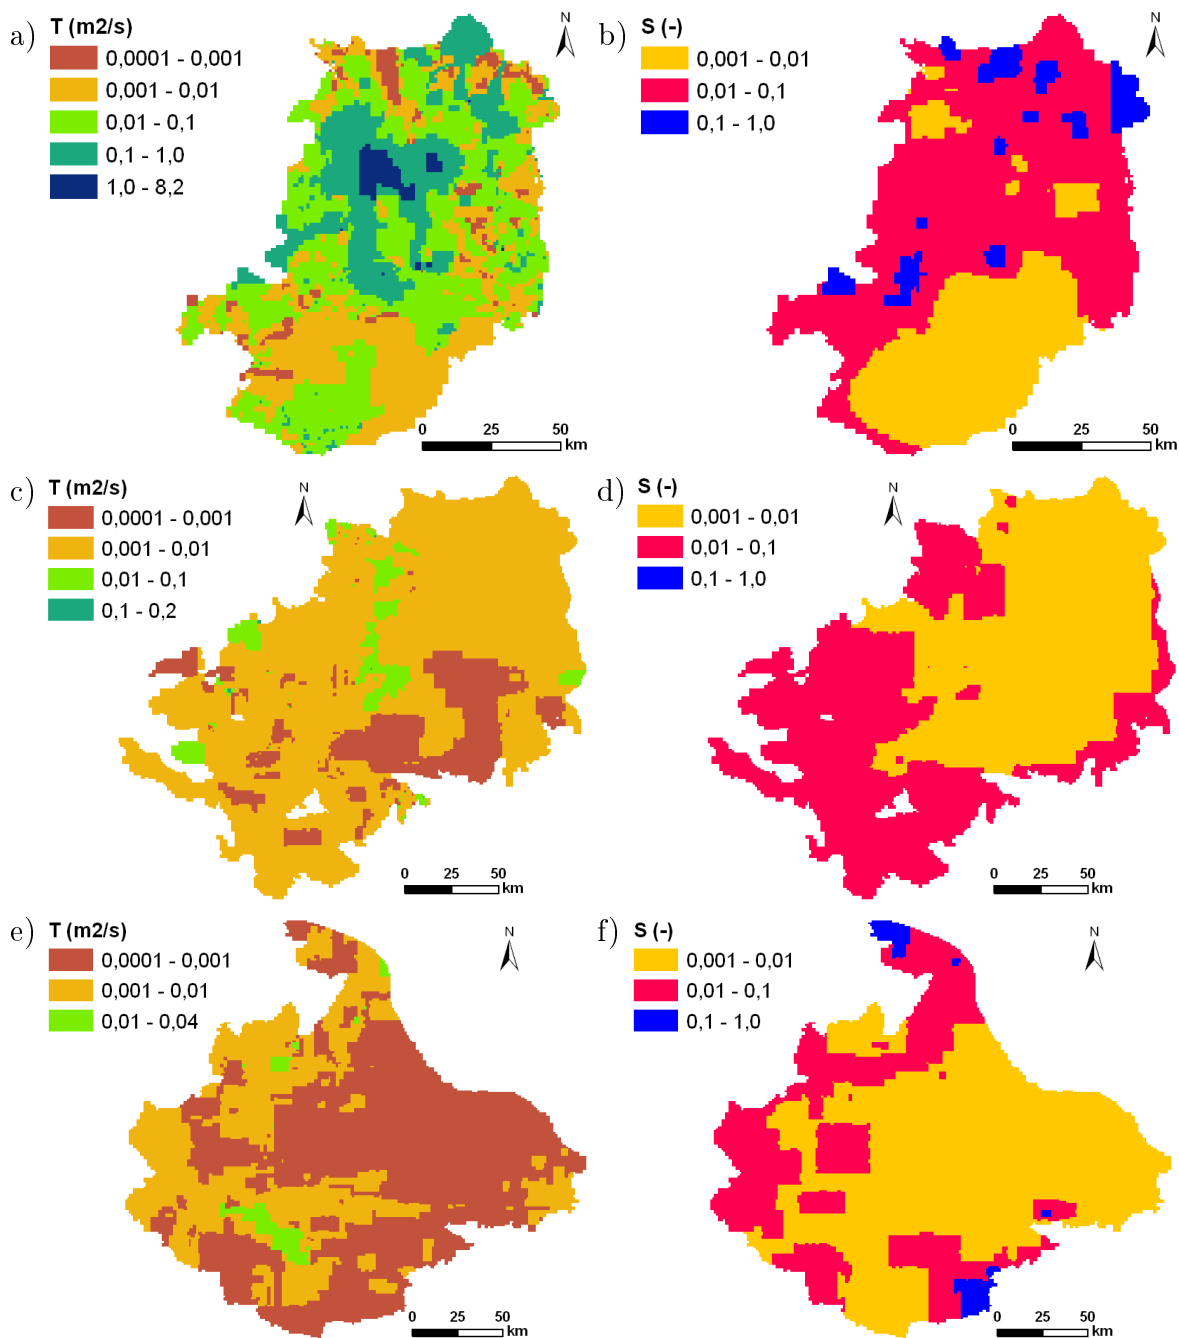 a) T (m2/s)
0,0001 - 0,001
0,001 - 0,01
0,01 - 0,1
0,1 - 1,0
1,0 - 8,2
N
0 25 50
km
b) S (-)
0,001 - 0,01
0,01 - 0,1
0,1 - 1,0
N
0 25 50
km
c) T (m2/s)
0,0001 - 0,001
0,001 - 0,01
0,01 - 0,1
0,1 - 0,2
N
0 25 50
km
d) S (-)
0,001 - 0,01
0,01 - 0,1
0,1 - 1,0
N
0 25 50
km
e) T (m2/s)
0,0001 - 0,001
0,001 - 0,01
0,01 - 0,04
N
0 25 50
km
f) S (-)
0,001 - 0,01
0,01 - 0,1
0,1 - 1,0
N
0 25 50
km